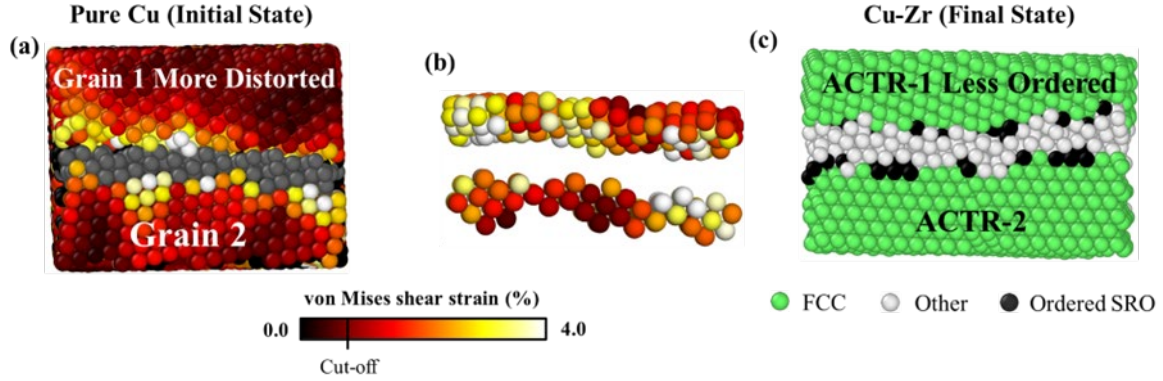 Pure Cu (Initial State)
Cu-Zr (Final State)
(a)
Grain 1 More Distorted
Grain 2
(b)
(c)
ACTR-1 Less Ordered
ACTR-2
von Mises shear strain (%)
0.0
4.0
Cut-off
FCC
Other
Ordered SRO